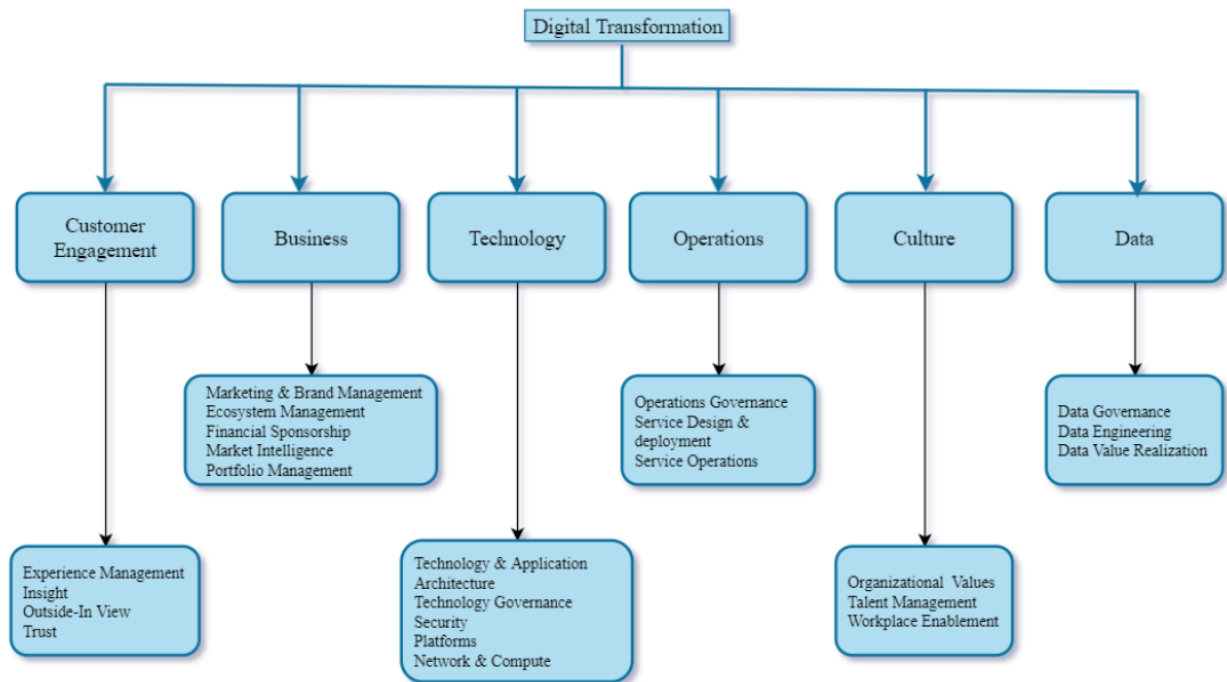 Digital Transformation
Customer
Engagement
Business
Technology
Operations
Culture
Data
Marketing & Brand Management
Ecosystem Management
Financial Sponsorship
Market Intelligence
Portfolio Management
Operations Governance
Service Design &
deployment
Service Operations
Data Governance
Data Engineering
Data Value Realization
Experience Management
Insight
Outside-In View
Trust
Technology & Application
Architecture
Technology Governance
Security
Platforms
Network & Compute
Organizational Values
Talent Management
Workplace Enablement